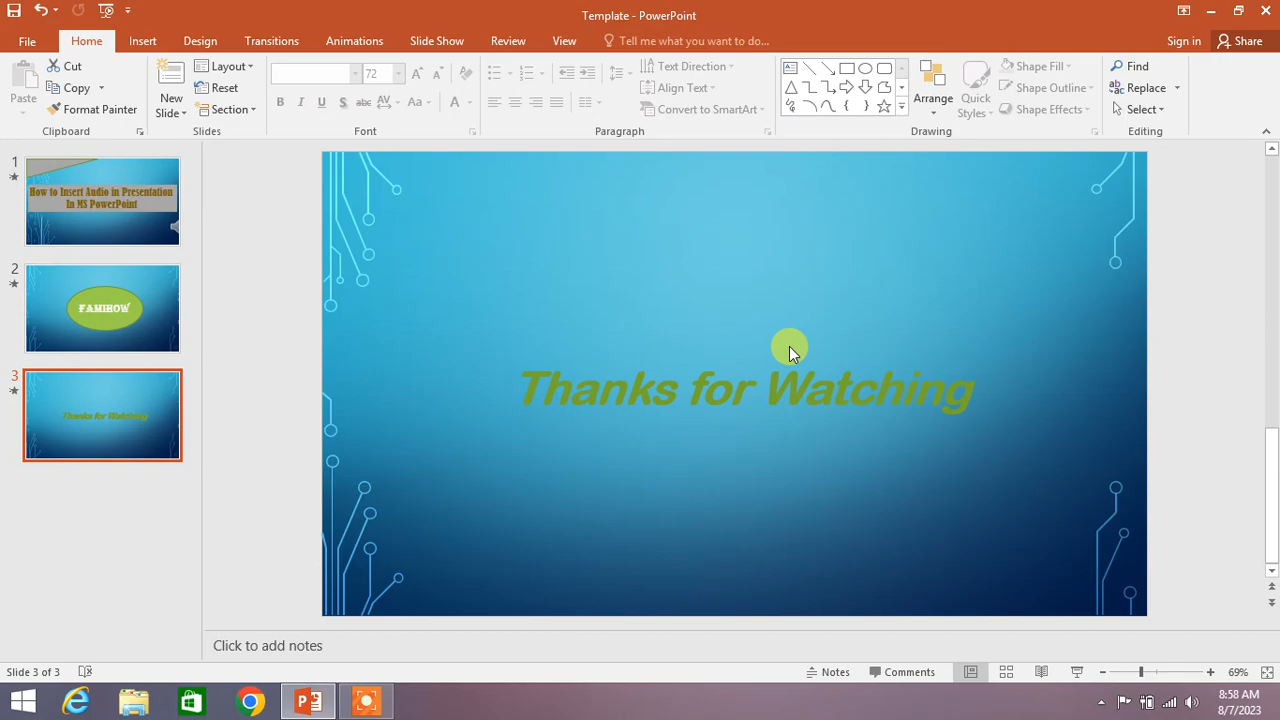 Template - PowerPoint
File Home Insert Design Transitions Animations Slide Show Review View Tell me what you want to do... Sign in Share
Paste
Cut
Copy
Format Painter
Clipboard
New
Slide
Layout
Reset
Section
Slides
72
B I U S abc AV Aa A
Font
Text Direction
Align Text
Convert to SmartArt
Paragraph
Arrange
Quick
Styles
Shape Fill
Shape Outline
Shape Effects
Drawing
Find
Replace
Select
Editing
1
How to Insert Audio in Presentation
In MS PowerPoint
2
FAMIHOW
3
Thanks for Watching
Thanks for Watching
Click to add notes
Slide 3 of 3
Notes
Comments
69%
8:58 AM
8/7/2023